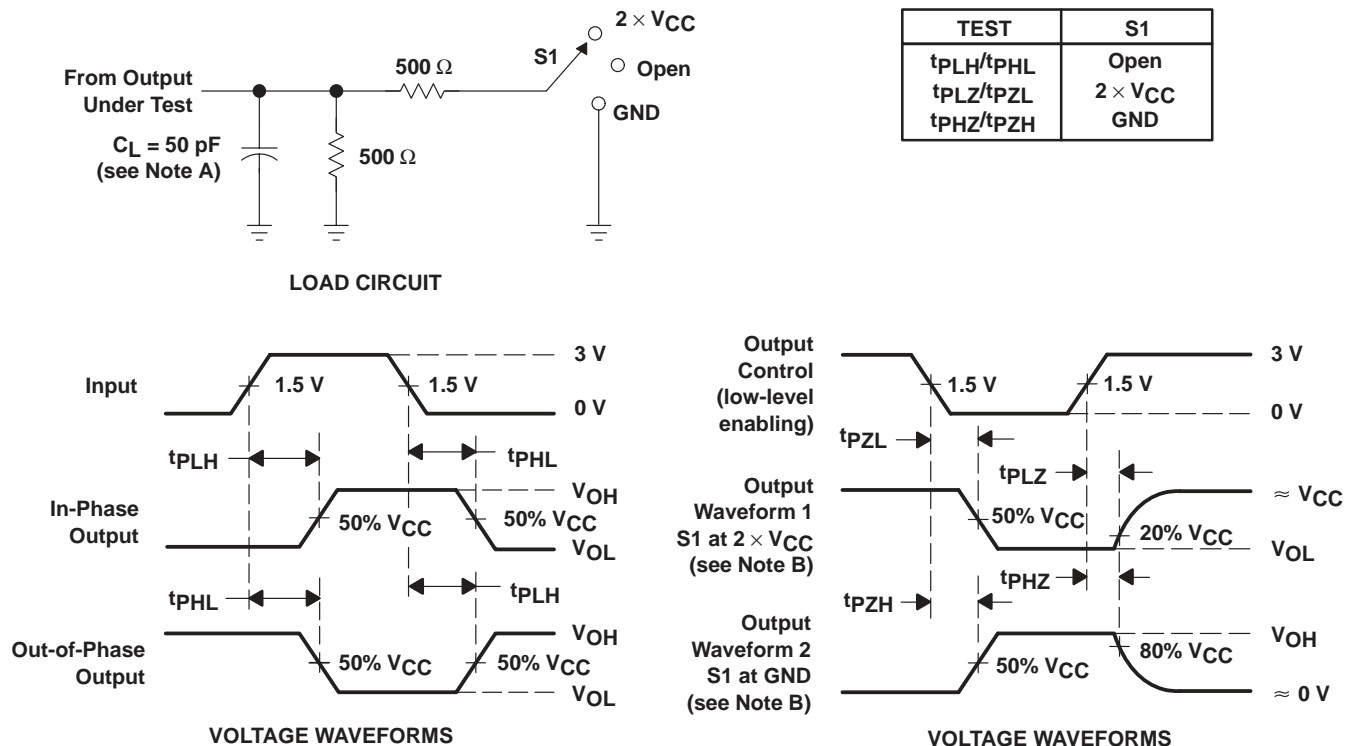 2 × VCC
S1
Open
GND
500 Ω
From Output
Under Test
CL = 50 pF
(see Note A)
500 Ω
LOAD CIRCUIT
TEST S1
tPLH/tPHL Open
tPLZ/tPZL 2 × VCC
tPHZ/tPZH GND
Input
1.5 V
1.5 V
3 V
0 V
tPLH
tPHL
In-Phase
Output
50% VCC
VOH
50% VCC
VOL
tPHL
tPLH
Out-of-Phase
Output
50% VCC
VOH
50% VCC
VOL
VOLTAGE WAVEFORMS
Output
Control
(low-level
enabling)
1.5 V
1.5 V
3 V
0 V
tPZL
tPLZ
Output
Waveform 1
S1 at 2 × VCC
(see Note B)
50% VCC
20% VCC
≈ VCC
VOL
tPZH
tPHZ
Output
Waveform 2
S1 at GND
(see Note B)
50% VCC
80% VCC
VOH
≈ 0 V
VOLTAGE WAVEFORMS